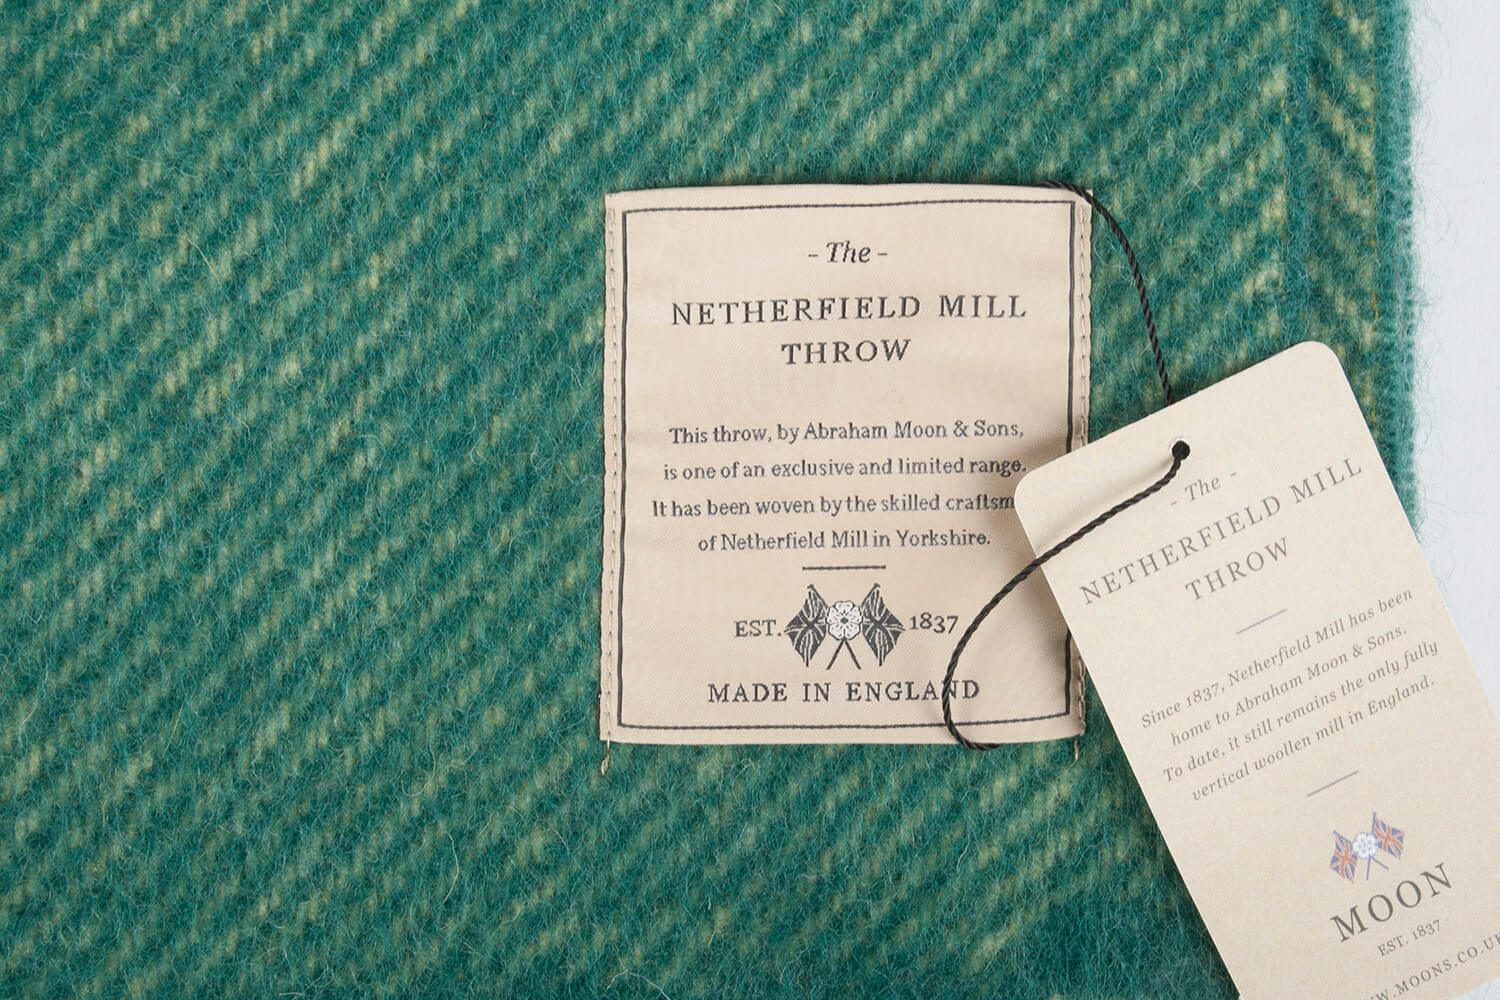 - The -
NETHERFIELD MILL
THROW
This throw, by Abraham Moon & Sons,
is one of an exclusive and limited range.
It has been woven by the skilled
of Netherfield Mill in Yorkshire.
EST. 1837
MADE IN ENGLAND
- The -
NETHERFIELD MILL
THROW
Since 1837, Netherfield Mill has been
home to Abraham Moon & Sons.
To date, it still remains the only fully
vertical woollen mill in England.
MOON
EST. 1837